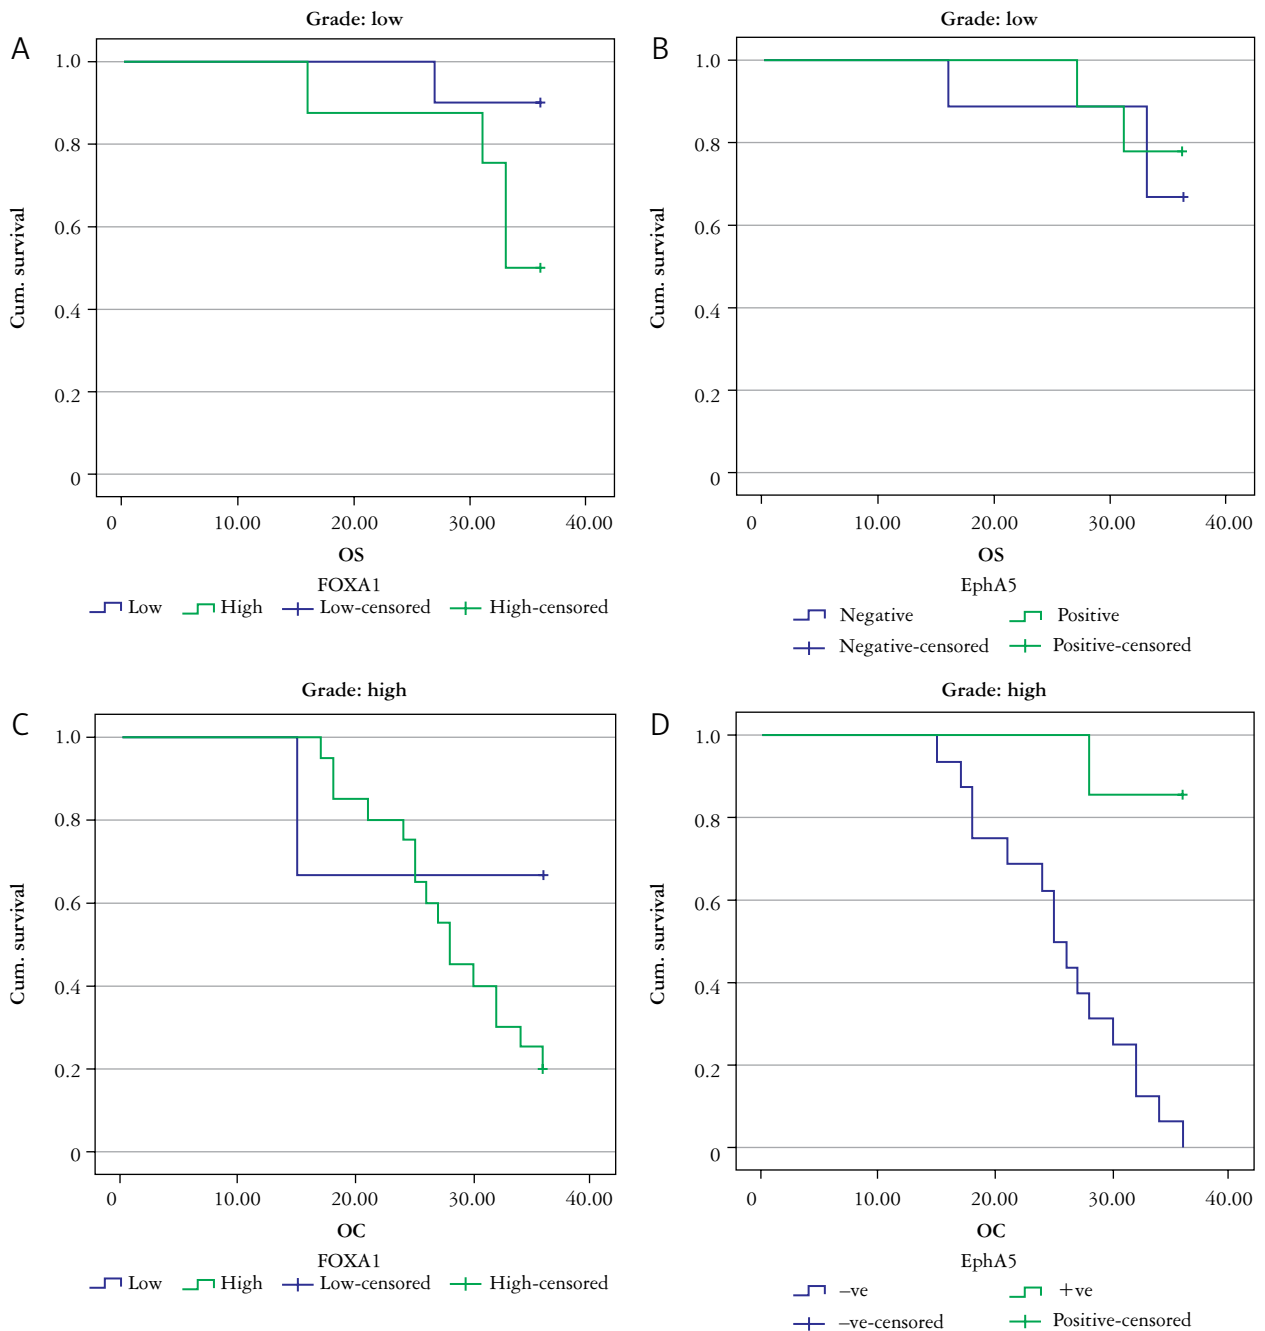 Grade: low
A
1.0
0.8
0.6
0.4
0.2
0
Cum. survival
0 10.00 20.00 30.00 40.00
OS
FOXA1
Low High Low-censored High-censored
Grade: low
B
1.0
0.8
0.6
0.4
0.2
0
Cum. survival
0 10.00 20.00 30.00 40.00
OS
EphA5
Negative Positive
Negative-censored Positive-censored
Grade: high
C
1.0
0.8
0.6
0.4
0.2
0
Cum. survival
0 10.00 20.00 30.00 40.00
OC
FOXA1
Low High Low-censored High-censored
Grade: high
D
1.0
0.8
0.6
0.4
0.2
0
Cum. survival
0 10.00 20.00 30.00 40.00
OC
EphA5
–ve +ve
–ve-censored Positive-censored